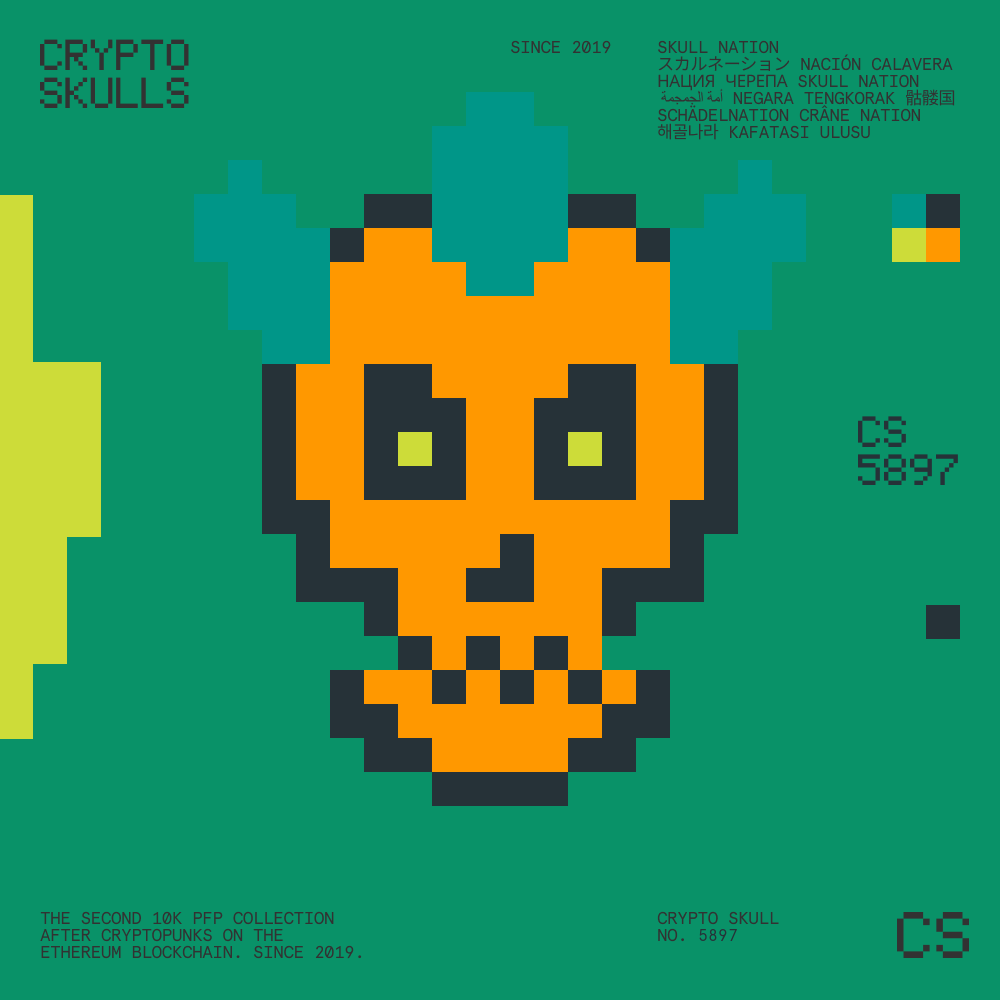 CRYPTO
SKULLS
SINCE 2019
SKULL NATION
スカルネーション NACIÓN CALAVERA
НАЦИЯ ЧЕРЕПА SKULL NATION
أمة الجمجمة NEGARA TENGKORAK 骷髅国
SCHÄDELNATION CRÂNE NATION
해골나라 KAFATASI ULUSU
CS
5897
THE SECOND 10K PFP COLLECTION
AFTER CRYPTOPUNKS ON THE
ETHEREUM BLOCKCHAIN. SINCE 2019.
CRYPTO SKULL
NO. 5897
CS